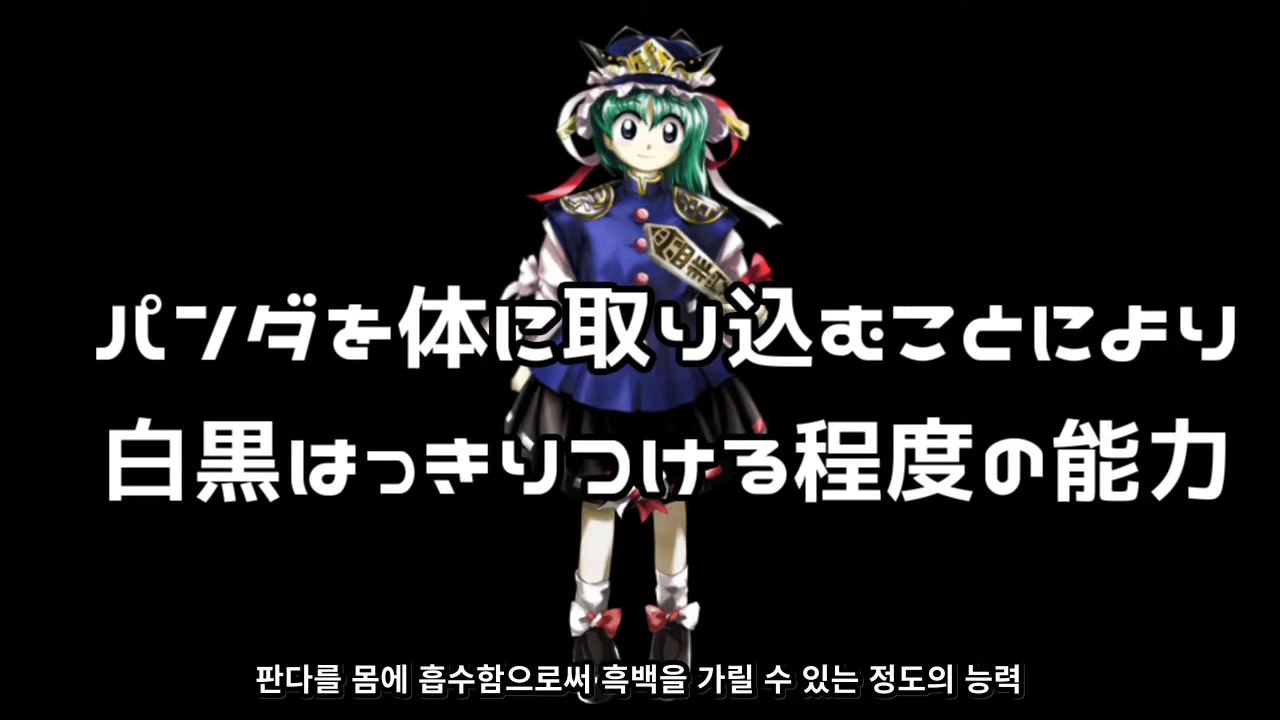 パンダを体に取り込むことにより
白黒はっきりつける程度の能力
판다를 몸에 흡수함으로써 흑백을 가릴 수 있는 정도의 능력